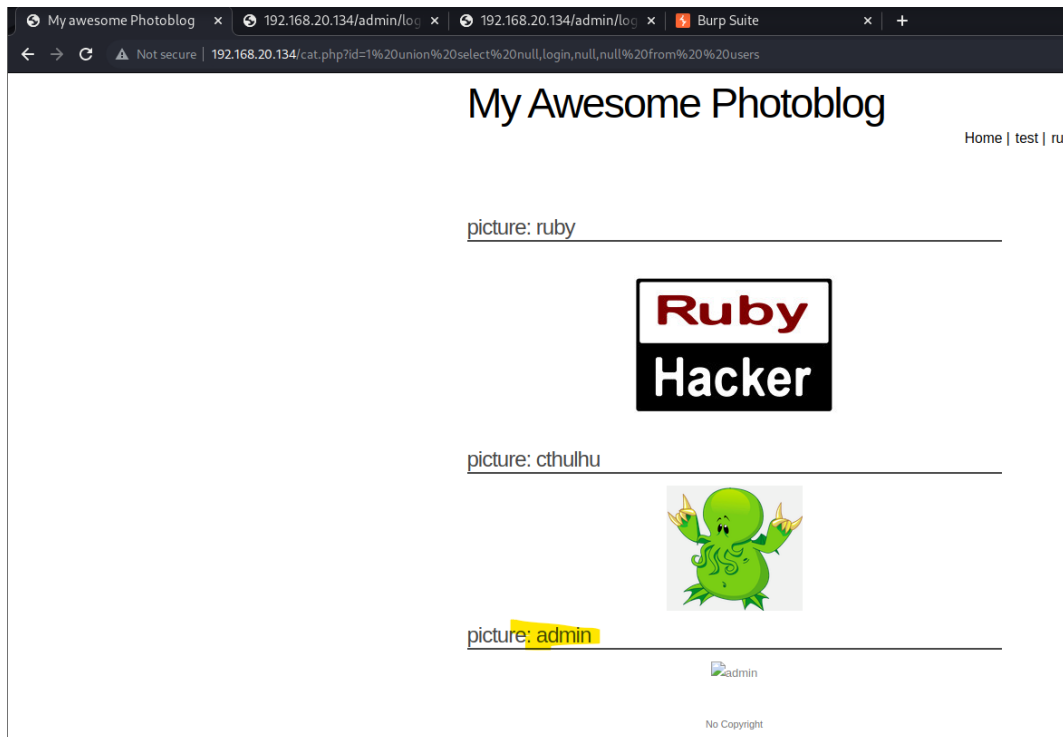 My awesome Photoblog
192.168.20.134/admin/log
192.168.20.134/admin/log
Burp Suite
Not secure | 192.168.20.134/cat.php?id=1%20union%20select%20null,login,null,null%20from%20%20users
My Awesome Photoblog
Home | test | ru
picture: ruby
Ruby
Hacker
picture: cthulhu
picture: admin
admin
No Copyright